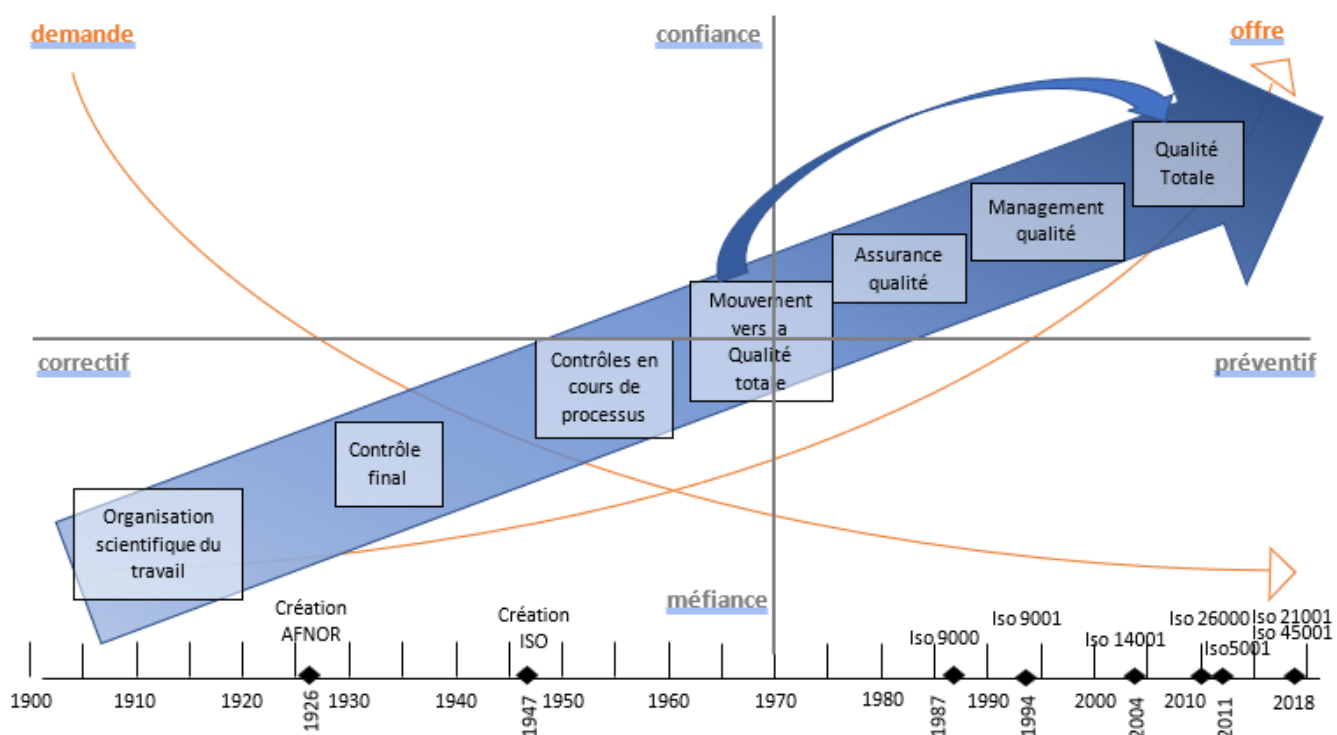 demande
confiance
offre
Qualité
Totale
Management
qualité
Assurance
qualité
Mouvement
vers la
Qualité
totale
correctif
préventif
Contrôles en
cours de
processus
Contrôle
final
Organisation
scientifique du
travail
méfiance
Création
AFNOR
Création
ISO
Iso 9000
Iso 9001
Iso 14001
Iso 26000
Iso5001
Iso 21001
Iso 45001
1900
1910
1920
1926
1930
1940
1947
1950
1960
1970
1980
1987
1990
1994
2000
2004
2010
2011
2018